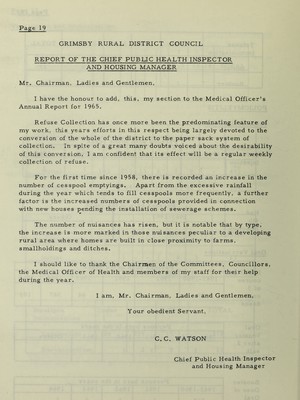 Page 19
GRIMSBY RURAL DISTRICT COUNCIL
REPORT OF THE CHIEF PUBLIC HEALTH INSPECTOR
AND HOUSING MANAGER
Mr. Chairman, Ladies and Gentlemen,
I have the honour to add, this, my section to the Medical Officer's
Annual Report for 1965.
Refuse Collection has once more been the predominating feature of
my work, this years efforts in this respect being largely devoted to the
conversion of the whole of the district to the paper sack system of
collection. In spite of a great many doubts voiced about the desirability
of this conversion, I am confident that its effect will be a regular weekly
collection of refuse.
For the first time since 1958, there is recorded an increase in the
number of cesspool emptyings. Apart from the excessive rainfall
during the year which tends to fill cesspools more frequently, a further
factor is the increased numbers of cesspools provided in connection
with new houses pending the installation of sewerage schemes.
The number of nuisances has risen, but it is notable that by type,
the increase is more marked in those nuisances peculiar to a developing
rural area where homes are built in close proximity to farms,
smallholdings and ditches.
I should like to thank the Chairmen of the Committees, Councillors,
the Medical Officer of Health and members of my staff for their help
during the year.
I am, Mr. Chairman, Ladies and Gentlemen,
Your obedient Servant,
C.C. WATSON
Chief Public Health Inspector
and Housing Manager